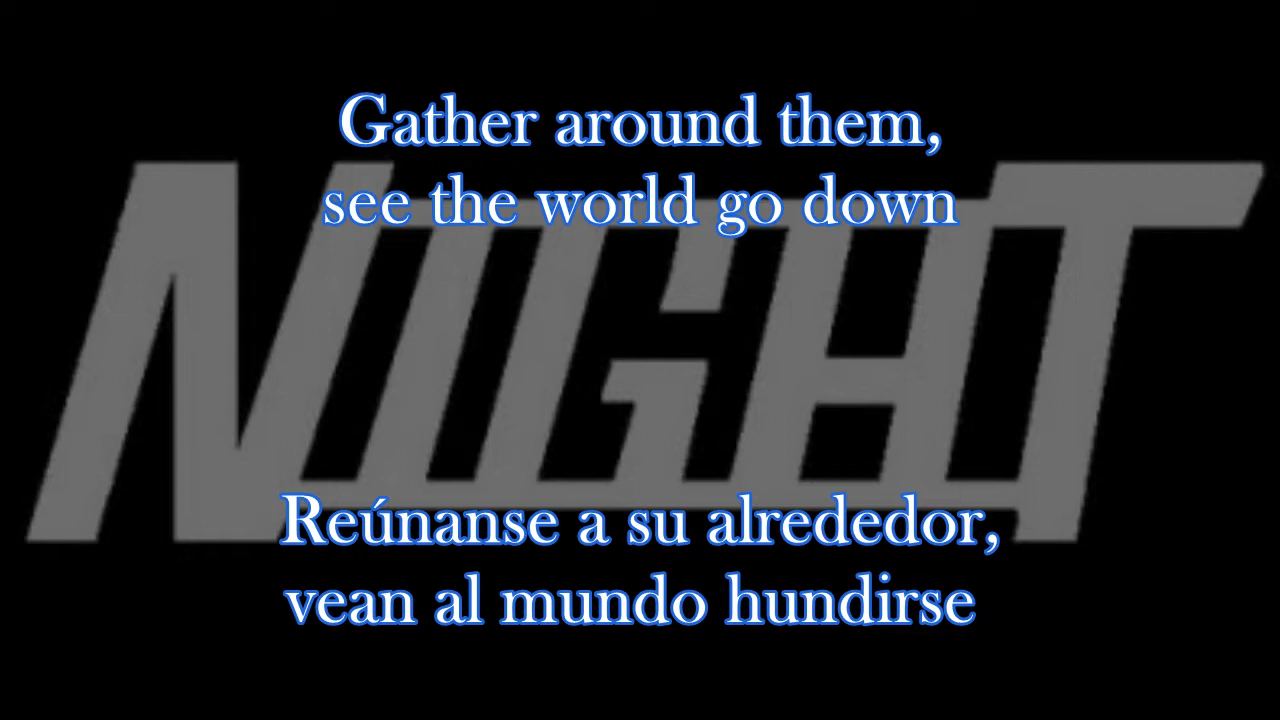 Gather around them,
see the world go down
NIGHT
Reúnanse a su alrededor,
vean al mundo hundirse